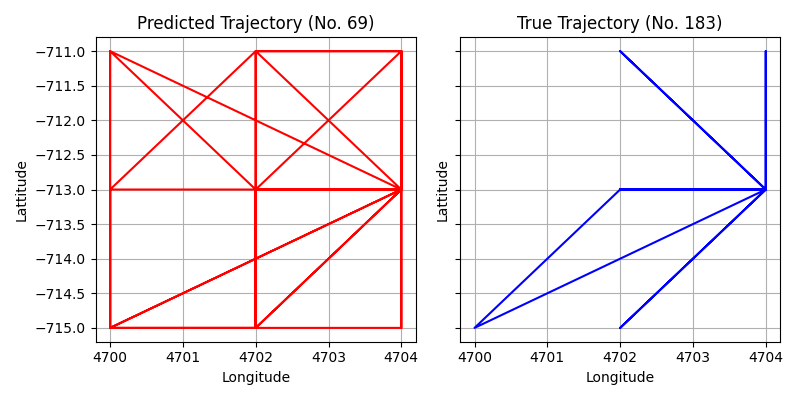 Predicted Trajectory (No. 69)
True Trajectory (No. 183)
Lattitude
−711.0
−711.5
−712.0
−712.5
−713.0
−713.5
−714.0
−714.5
−715.0
4700 4701 4702 4703 4704
Longitude
Lattitude
4700 4701 4702 4703 4704
Longitude